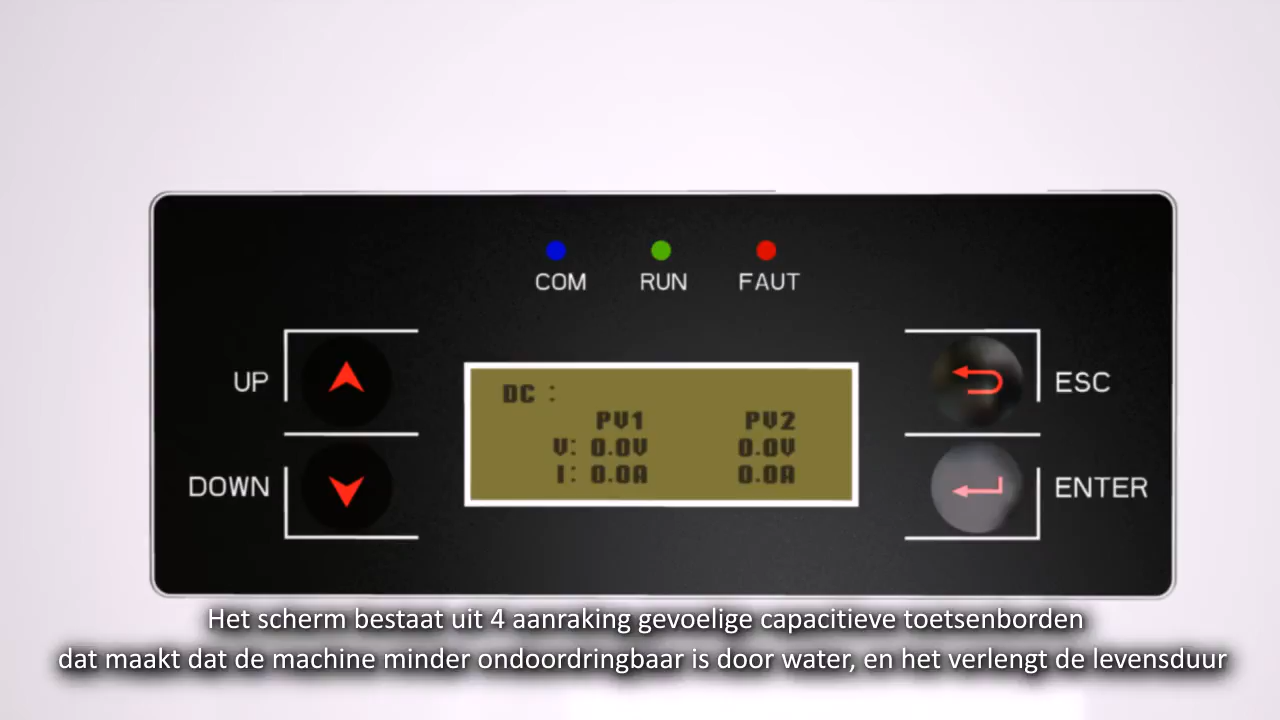 COM RUN FAUT
UP
ESC
DC :
PV1 PV2
V: 0.0V 0.0V
I: 0.0A 0.0A
DOWN
ENTER
Het scherm bestaat uit 4 aanraking gevoelige capacitieve toetsenborden
dat maakt dat de machine minder ondoordringbaar is door water, en het verlengt de levensduur